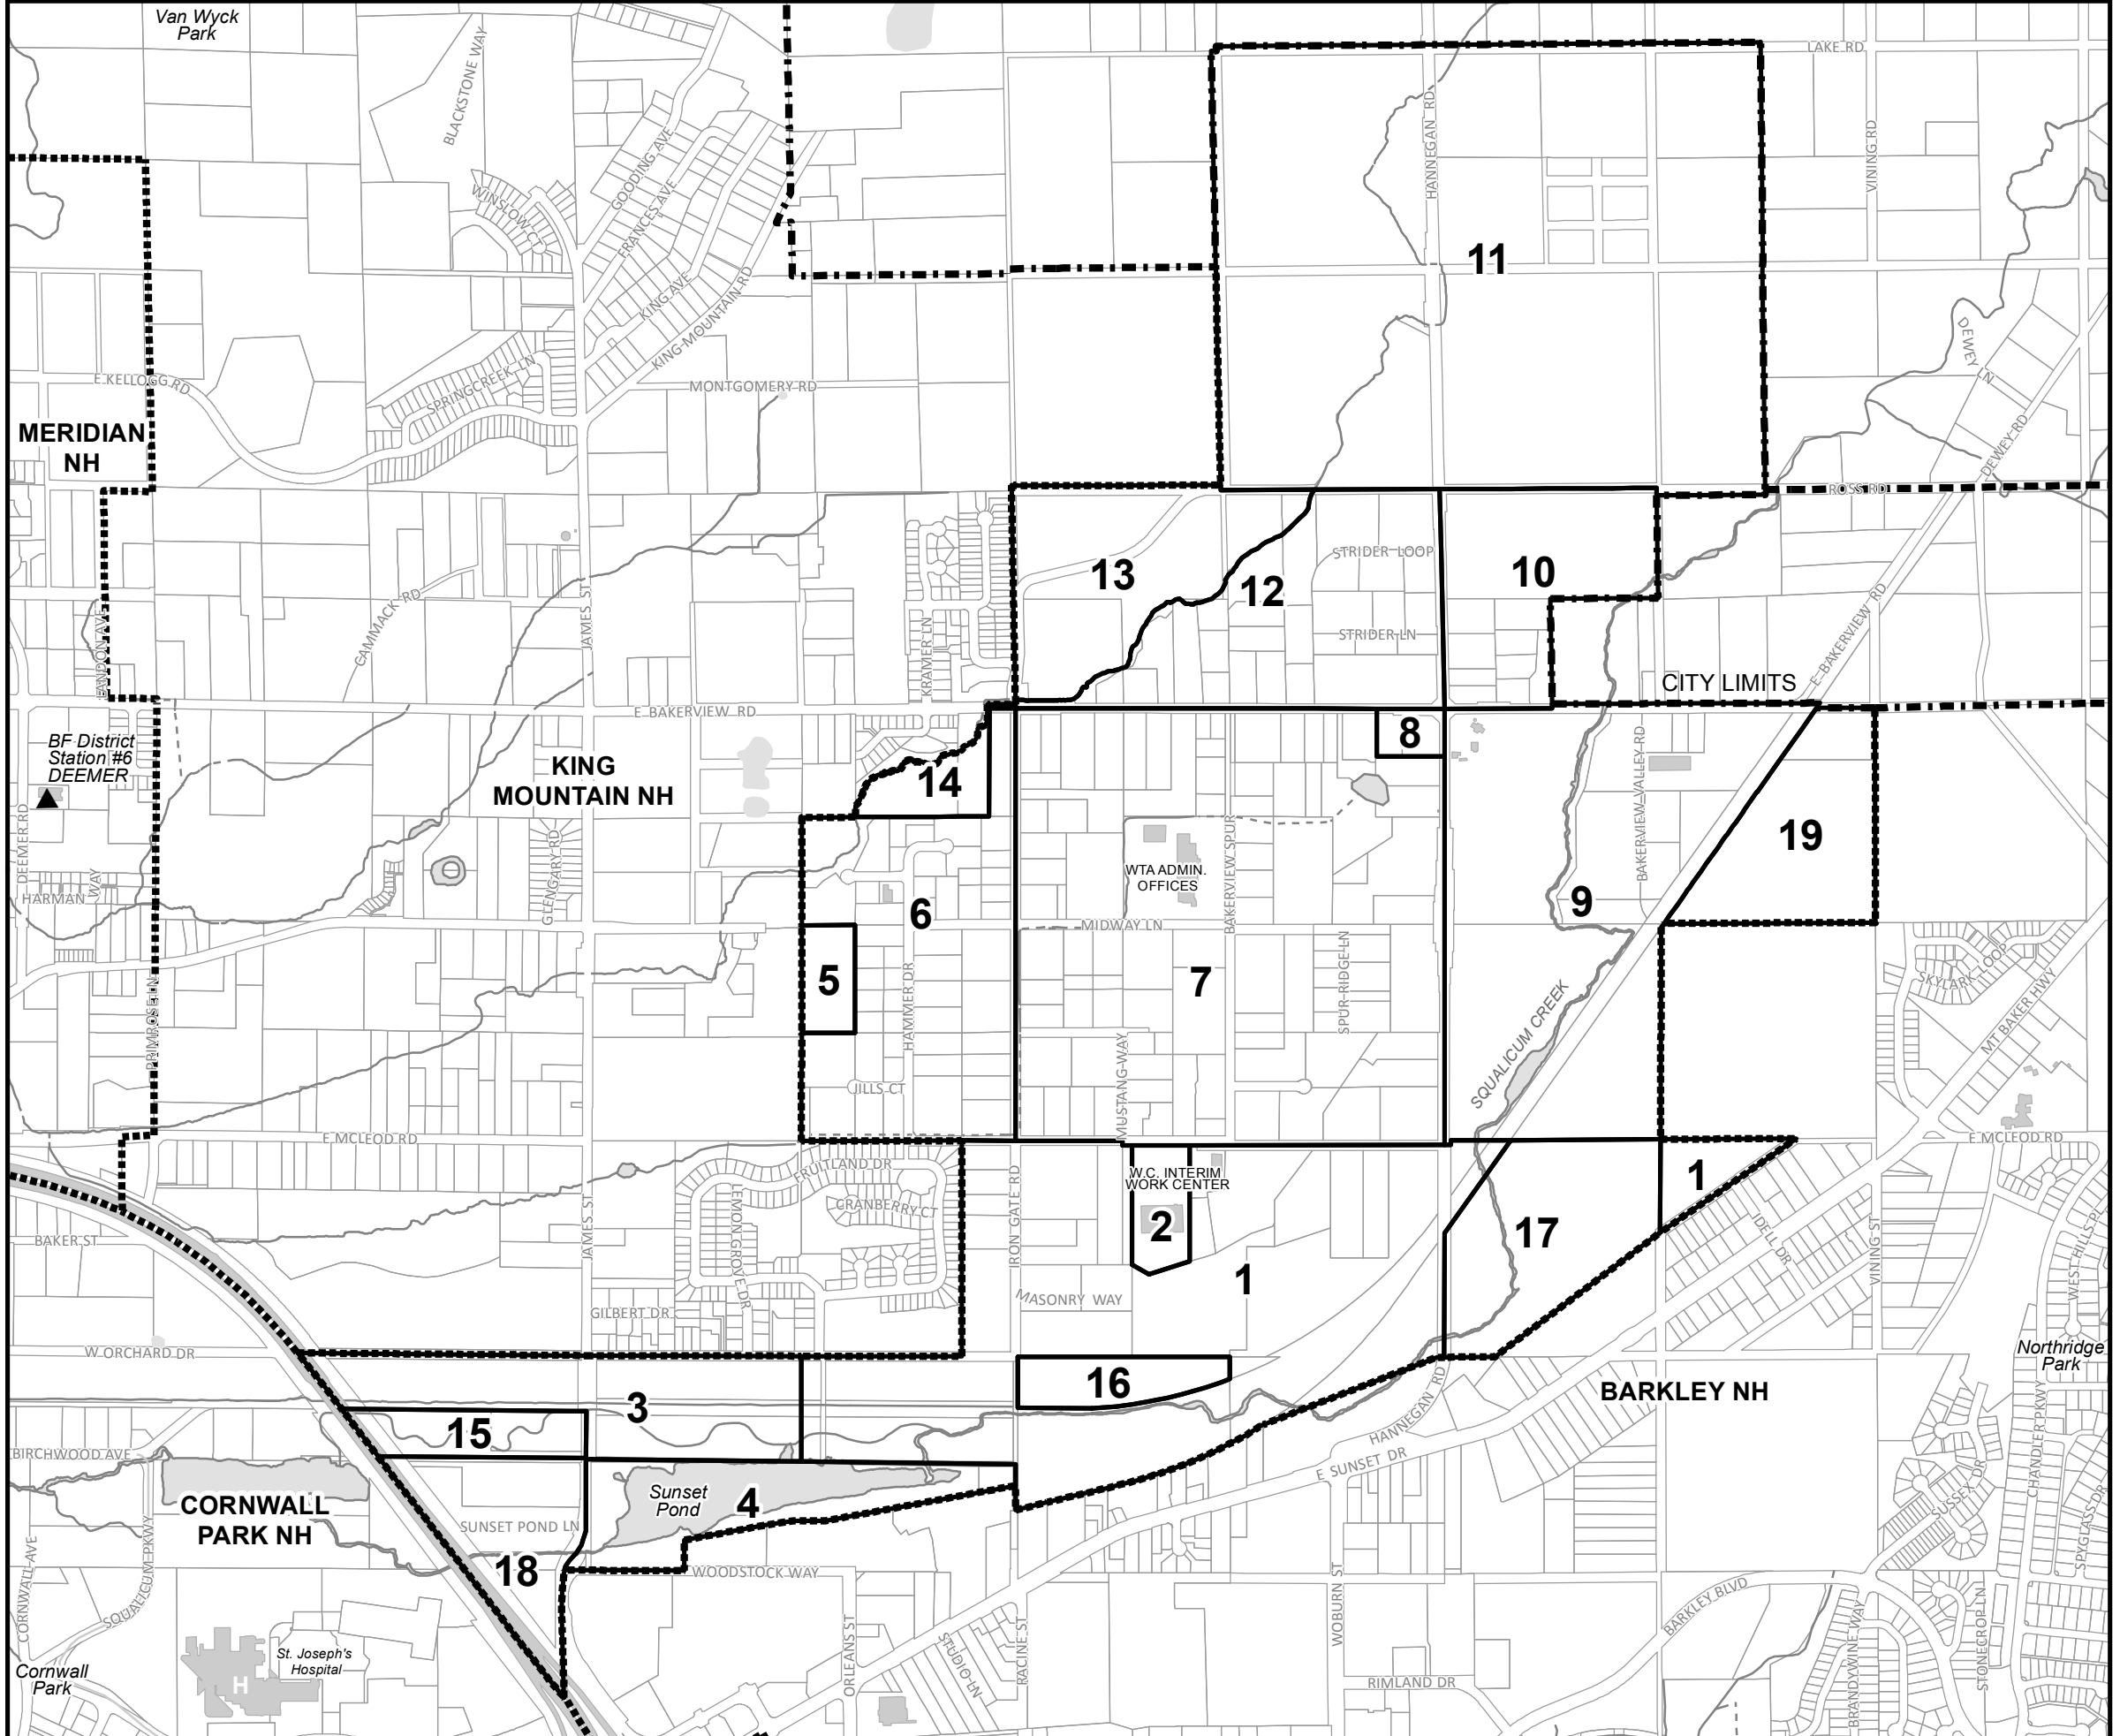 Van Wyck
Park
BLACKSTONE WAY
LAKE RD
HANNEGAN RD
VINING RD
GOODING AVE
WINSLOW CT
FRANCES AVE
11
KING AVE
KING MOUNTAIN RD
E KELLOGG RD
SPRINGCREEK LN
MONTGOMERY RD
DEWEY LN
MERIDIAN
NH
DEWEY RD
ROSS RD
13
12
STRIDER LOOP
10
LANDON AVE
CAMMACK RD
JAMES ST
KRAMER LN
STRIDER LN
E BAKERVIEW RD
CITY LIMITS
E BAKERVIEW RD
BF District
Station #6
DEEMER
KING
MOUNTAIN NH
14
8
BAKERVIEW VALLEY RD
19
DEEMER RD
HARMAN WAY
GLENGARY RD
WTA ADMIN.
OFFICES
BAKERVIEW SPUR
6
9
MIDWAY LN
5
7
HAMMER DR
SPUR RIDGE LN
SKYLARK LOOP
MT BAKER HWY
PRIMROSE LN
SQUALICUM CREEK
JILLS CT
MUSTANG WAY
E MCLEOD RD
E MCLEOD RD
FRUITLAND DR
CRANBERRY CT
LEMON GROVE DR
IRON GATE RD
W.C. INTERIM
WORK CENTER
2
1
17
1
IDELL DR
VINING ST
WEST HILLS PL
BAKER ST
JAMES ST
GILBERT DR
MASONRY WAY
W ORCHARD DR
Northridge
Park
16
BARKLEY NH
3
15
HANNEGAN RD
CHANDLER PKWY
BIRCHWOOD AVE
E SUNSET DR
CORNWALL
PARK NH
Sunset
Pond
4
SUNSET POND LN
SUSSEX DR
SPYGLASS DR
CORNWALL AVE
SQUALICUM PKWY
18
WOODSTOCK WAY
WOBURN ST
BARKLEY BLVD
BRANDYWINE WAY
STONECROP LN
ORLEANS ST
STUDIO LN
RACINE ST
St. Joseph's
Hospital
H
Cornwall
Park
RIMLAND DR